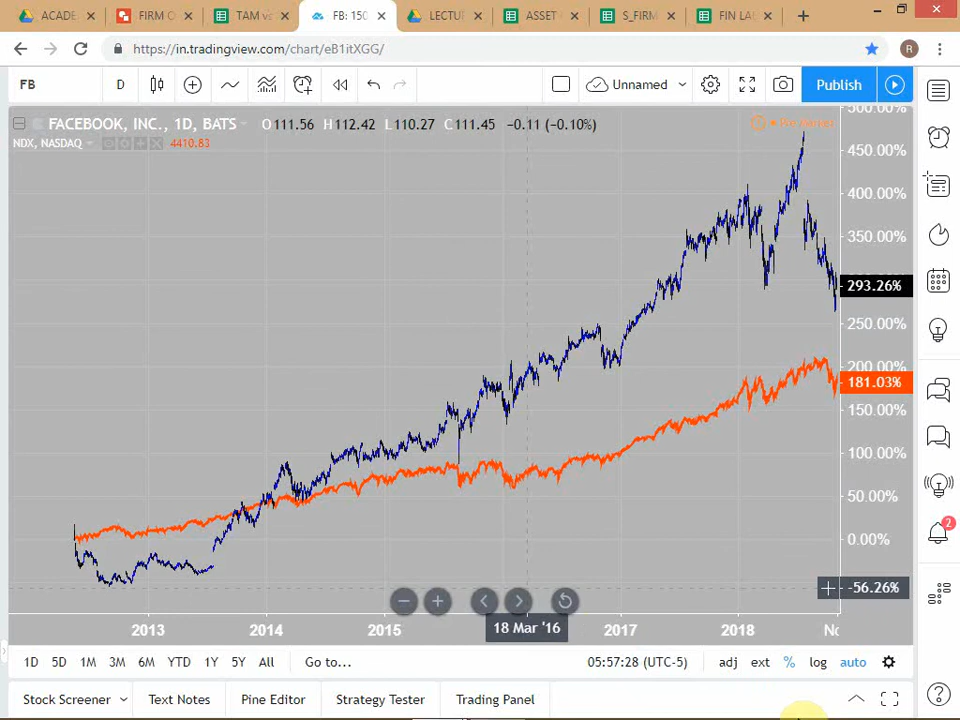 ACADE
FIRM C
TAM vs
FB: 150
LECTUR
ASSET
S_FIRM
FIN LA
https://in.tradingview.com/chart/eB1itXGG/
R
FB
D
Unnamed
Publish
FACEBOOK, INC., 1D, BATS O111.56 H112.42 L110.27 C111.45 −0.11 (−0.10%)
NDX, NASDAQ 4410.83
500.00%
450.00%
400.00%
350.00%
293.26%
250.00%
200.00%
181.03%
150.00%
100.00%
50.00%
0.00%
-56.26%
2013 2014 2015 18 Mar '16 2017 2018
1D 5D 1M 3M 6M YTD 1Y 5Y All Go to... 05:57:28 (UTC-5) adj ext % log auto
Stock Screener Text Notes Pine Editor Strategy Tester Trading Panel
2